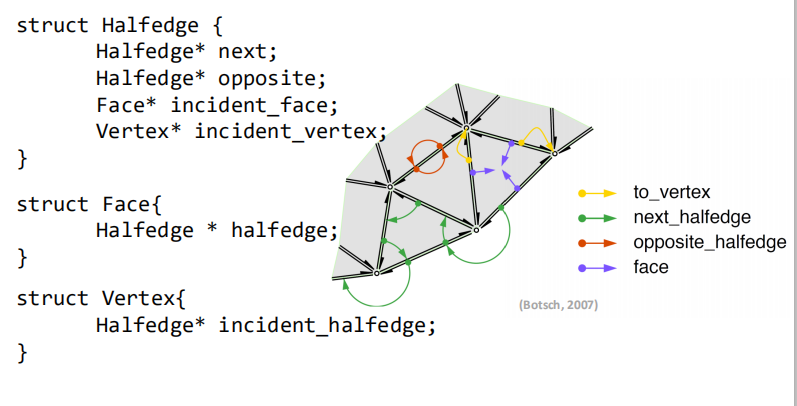 struct Halfedge {
Halfedge* next;
Halfedge* opposite;
Face* incident_face;
Vertex* incident_vertex;
}
struct Face{
Halfedge * halfedge;
}
struct Vertex{
Halfedge* incident_halfedge;
}
to_vertex
next_halfedge
opposite_halfedge
face
(Botsch, 2007)